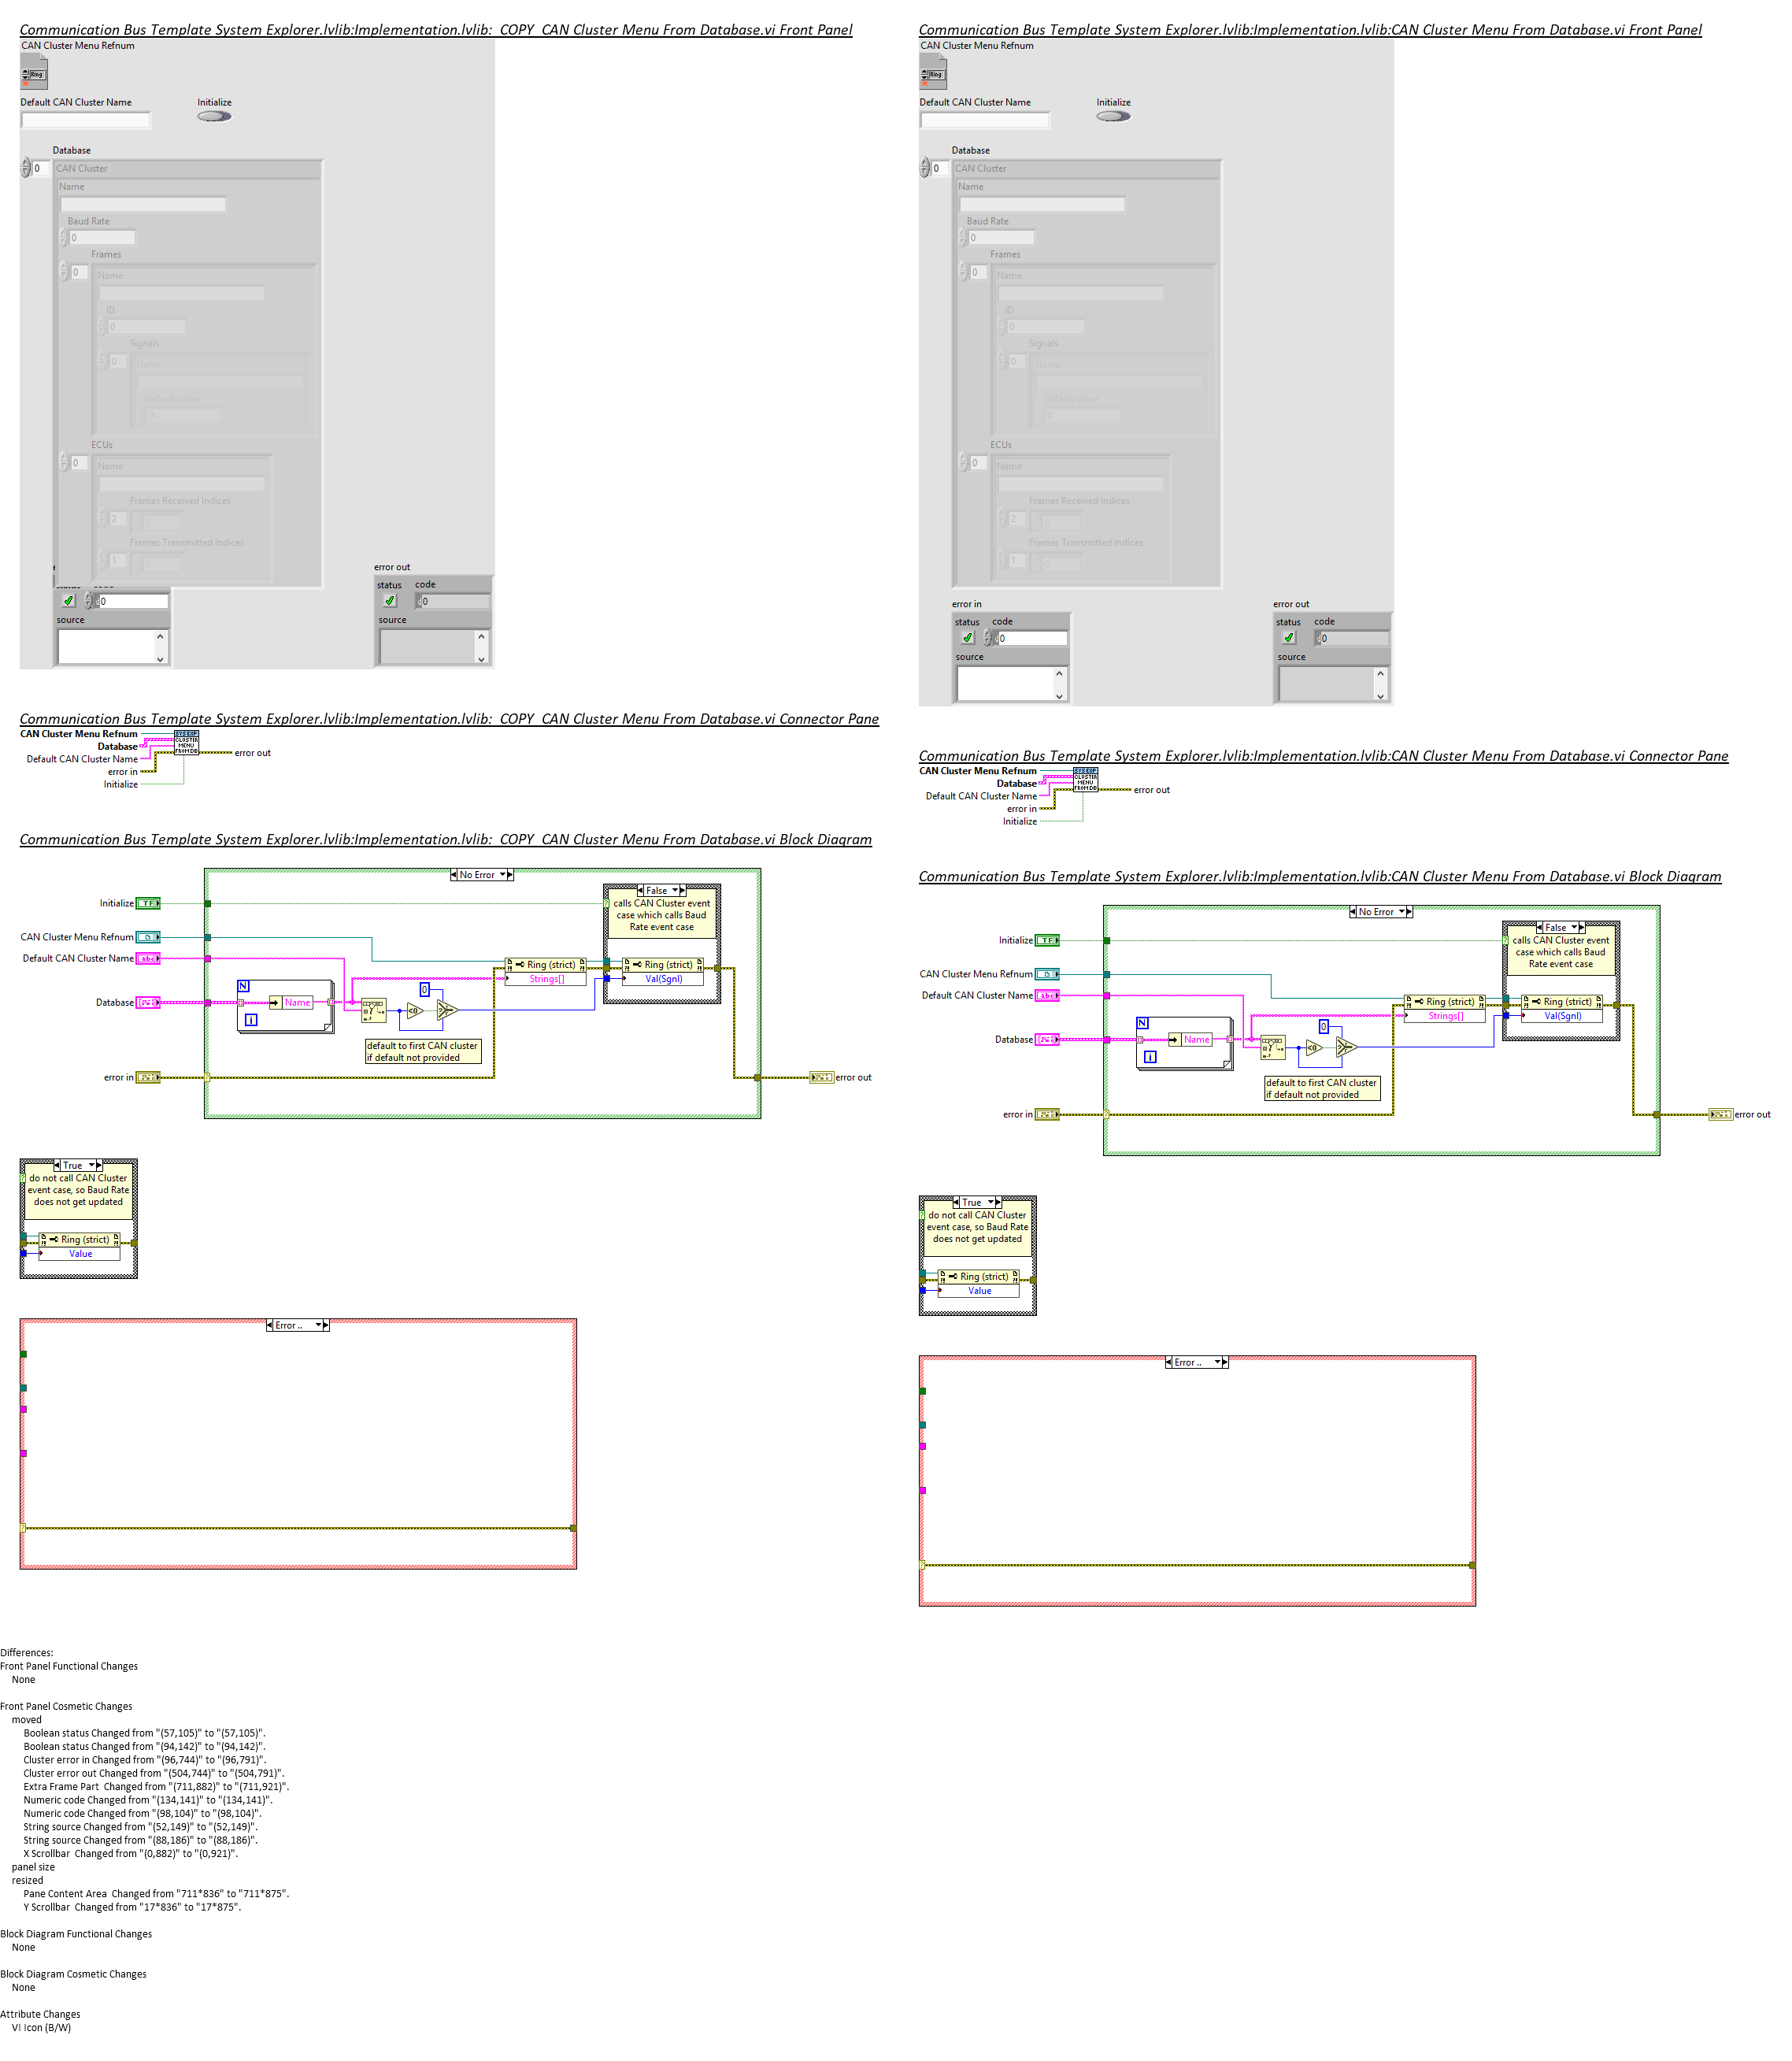 Communication Bus Template System Explorer.lvlib:Implementation.lvlib:_COPY_CAN Cluster Menu From Database.vi Front Panel
CAN Cluster Menu Refnum
Ring
Default CAN Cluster Name
Initialize
Database
0
CAN Cluster
Name
Baud Rate
0
Frames
0
Name
ID
0
Signals
0
Name
Default value
0
ECUs
0
Name
Frames Received Indices
2
0
Frames Transmitted Indices
1
0
0
source
error out
status code
0
source
Communication Bus Template System Explorer.lvlib:Implementation.lvlib:_COPY_CAN Cluster Menu From Database.vi Connector Pane
CAN Cluster Menu Refnum
Database
Default CAN Cluster Name
error in
Initialize
SYS EXP
CLUSTER
MENU
FROM DB
error out
Communication Bus Template System Explorer.lvlib:Implementation.lvlib:_COPY_CAN Cluster Menu From Database.vi Block Diagram
No Error
False
calls CAN Cluster event
case which calls Baud
Rate event case
Initialize
TF
CAN Cluster Menu Refnum
Default CAN Cluster Name
abc
Database
N
Name
i
0
<0
Ring (strict)
Strings[]
Ring (strict)
Val(Sgnl)
default to first CAN cluster
if default not provided
error in
error out
True
do not call CAN Cluster
event case, so Baud Rate
does not get updated
Ring (strict)
Value
Error ..
Communication Bus Template System Explorer.lvlib:Implementation.lvlib:CAN Cluster Menu From Database.vi Front Panel
CAN Cluster Menu Refnum
Ring
Default CAN Cluster Name
Initialize
Database
0
CAN Cluster
Name
Baud Rate
0
Frames
0
Name
ID
0
Signals
0
Name
Default value
0
ECUs
0
Name
Frames Received Indices
2
0
Frames Transmitted Indices
1
0
error in
status code
0
source
error out
status code
0
source
Communication Bus Template System Explorer.lvlib:Implementation.lvlib:CAN Cluster Menu From Database.vi Connector Pane
CAN Cluster Menu Refnum
Database
Default CAN Cluster Name
error in
Initialize
SYS EXP
CLUSTER
MENU
FROM DB
error out
Communication Bus Template System Explorer.lvlib:Implementation.lvlib:CAN Cluster Menu From Database.vi Block Diagram
No Error
False
calls CAN Cluster event
case which calls Baud
Rate event case
Initialize
TF
CAN Cluster Menu Refnum
Default CAN Cluster Name
abc
Database
N
Name
i
0
<0
Ring (strict)
Strings[]
Ring (strict)
Val(Sgnl)
default to first CAN cluster
if default not provided
error in
error out
True
do not call CAN Cluster
event case, so Baud Rate
does not get updated
Ring (strict)
Value
Error ..
Differences:
Front Panel Functional Changes
None
Front Panel Cosmetic Changes
moved
Boolean status Changed from "(57,105)" to "(57,105)".
Boolean status Changed from "(94,142)" to "(94,142)".
Cluster error in Changed from "(96,744)" to "(96,791)".
Cluster error out Changed from "(504,744)" to "(504,791)".
Extra Frame Part  Changed from "(711,882)" to "(711,921)".
Numeric code Changed from "(134,141)" to "(134,141)".
Numeric code Changed from "(98,104)" to "(98,104)".
String source Changed from "(52,149)" to "(52,149)".
String source Changed from "(88,186)" to "(88,186)".
X Scrollbar  Changed from "(0,882)" to "(0,921)".
panel size
resized
Pane Content Area  Changed from "711*836" to "711*875".
Y Scrollbar  Changed from "17*836" to "17*875".
Block Diagram Functional Changes
None
Block Diagram Cosmetic Changes
None
Attribute Changes
VI Icon (B/W)